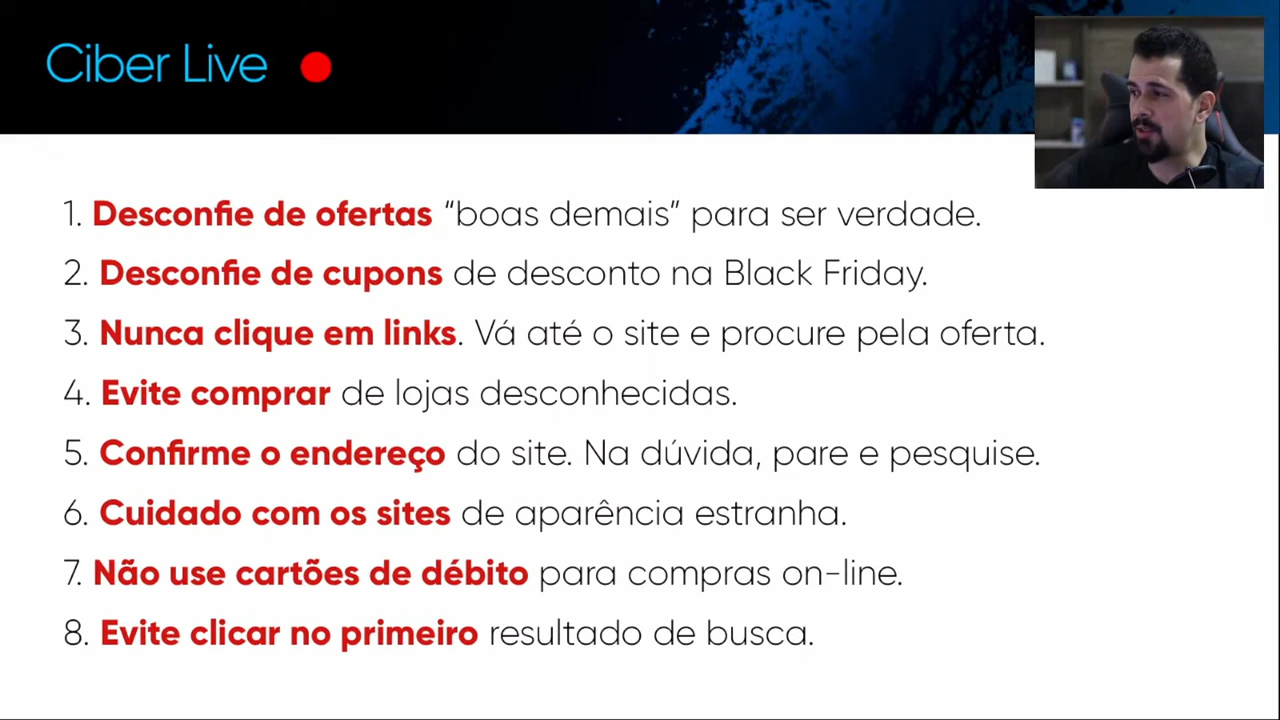 Ciber Live
1. Desconfie de ofertas “boas demais” para ser verdade.
2. Desconfie de cupons de desconto na Black Friday.
3. Nunca clique em links. Vá até o site e procure pela oferta.
4. Evite comprar de lojas desconhecidas.
5. Confirme o endereço do site. Na dúvida, pare e pesquise.
6. Cuidado com os sites de aparência estranha.
7. Não use cartões de débito para compras on-line.
8. Evite clicar no primeiro resultado de busca.